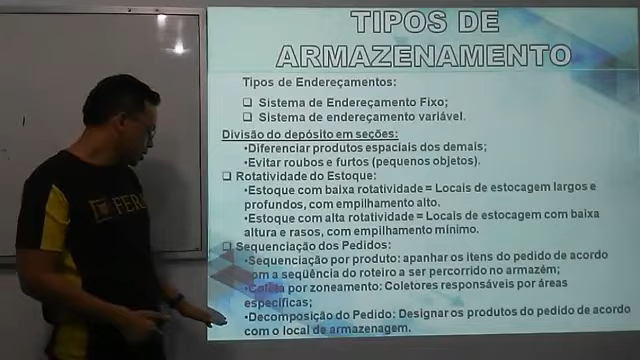 TIPOS DE
ARMAZENAMENTO
Tipos de Endereçamentos:
❑ Sistema de Endereçamento Fixo;
❑ Sistema de endereçamento variável.
Divisão do depósito em seções:
•Diferenciar produtos espaciais dos demais;
•Evitar roubos e furtos (pequenos objetos).
❑ Rotatividade do Estoque:
•Estoque com baixa rotatividade = Locais de estocagem largos e
profundos, com empilhamento alto.
•Estoque com alta rotatividade = Locais de estocagem com baixa
altura e rasos, com empilhamento mínimo.
❑ Sequenciação dos Pedidos:
•Sequenciação por produto: apanhar os itens do pedido de acordo
com a seqüência do roteiro a ser percorrido no armazém;
•Coleta por zoneamento: Coletores responsáveis por áreas
específicas;
•Decomposição do Pedido: Designar os produtos do pedido de acordo
com o local de armazenagem.